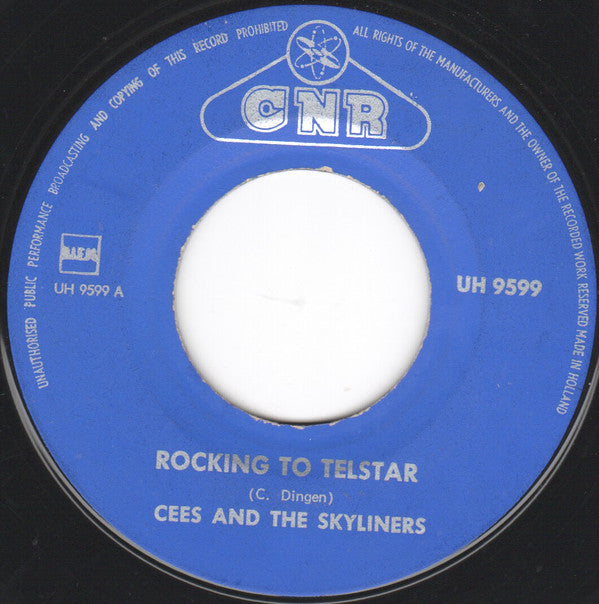 UNAUTHORISED PUBLIC PERFORMANCE BROADCASTING AND COPYING OF THIS RECORD PROHIBITED
ALL RIGHTS OF THE MANUFACTURERS AND THE OWNER OF THE RECORDED WORK RESERVED MADE IN HOLLAND
CNR
UH 9599 A
UH 9599
ROCKING TO TELSTAR
(C. Dingen)
CEES AND THE SKYLINERS